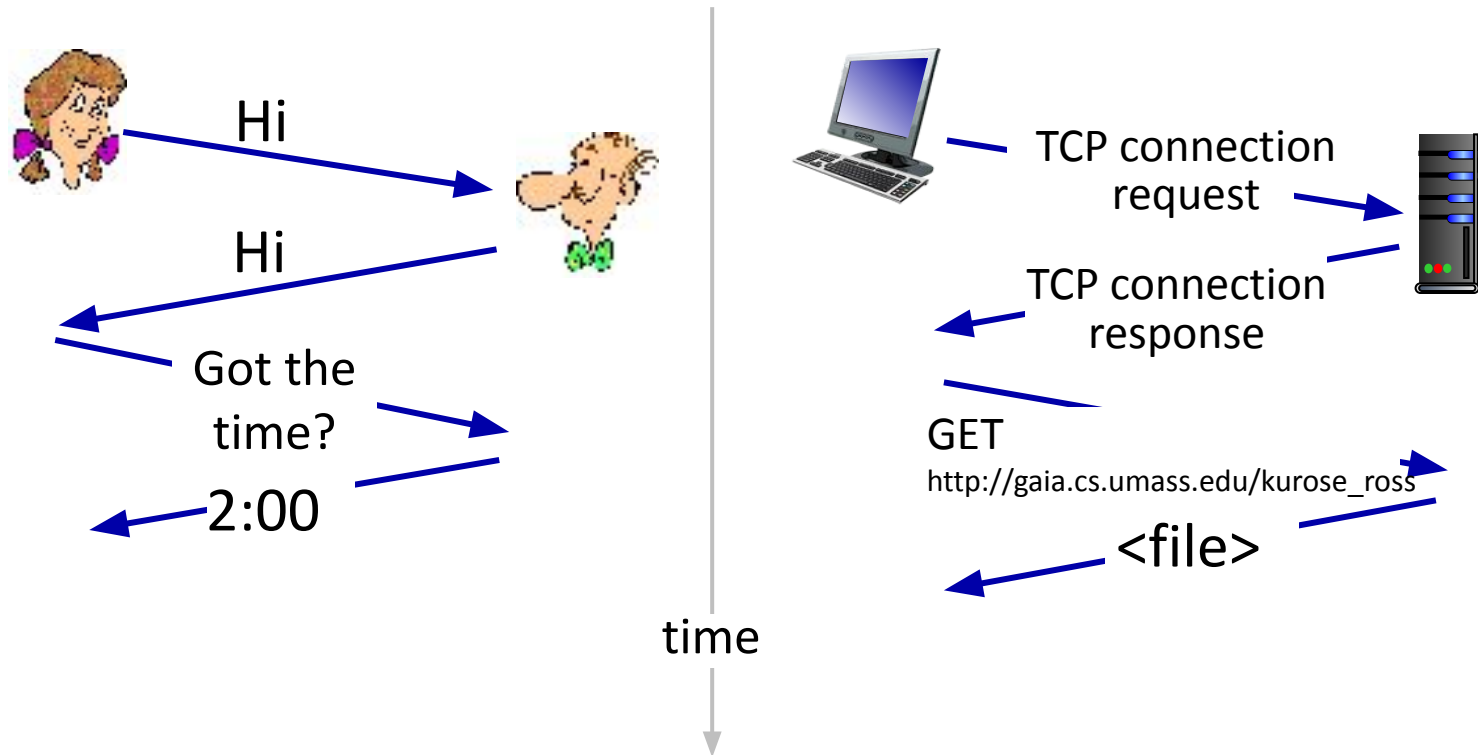 Hi
Hi
Got the
time?
2:00
TCP connection
request
TCP connection
response
GET
http://gaia.cs.umass.edu/kurose_ross
<file>
time